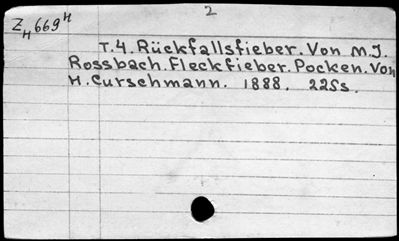 2
Z H 669 H
T.4. Rückfallsfieber. Von M.J.
Rossbach. Fleckfieber. Pocken. Von
H. Curschmann. 1888. 225s.